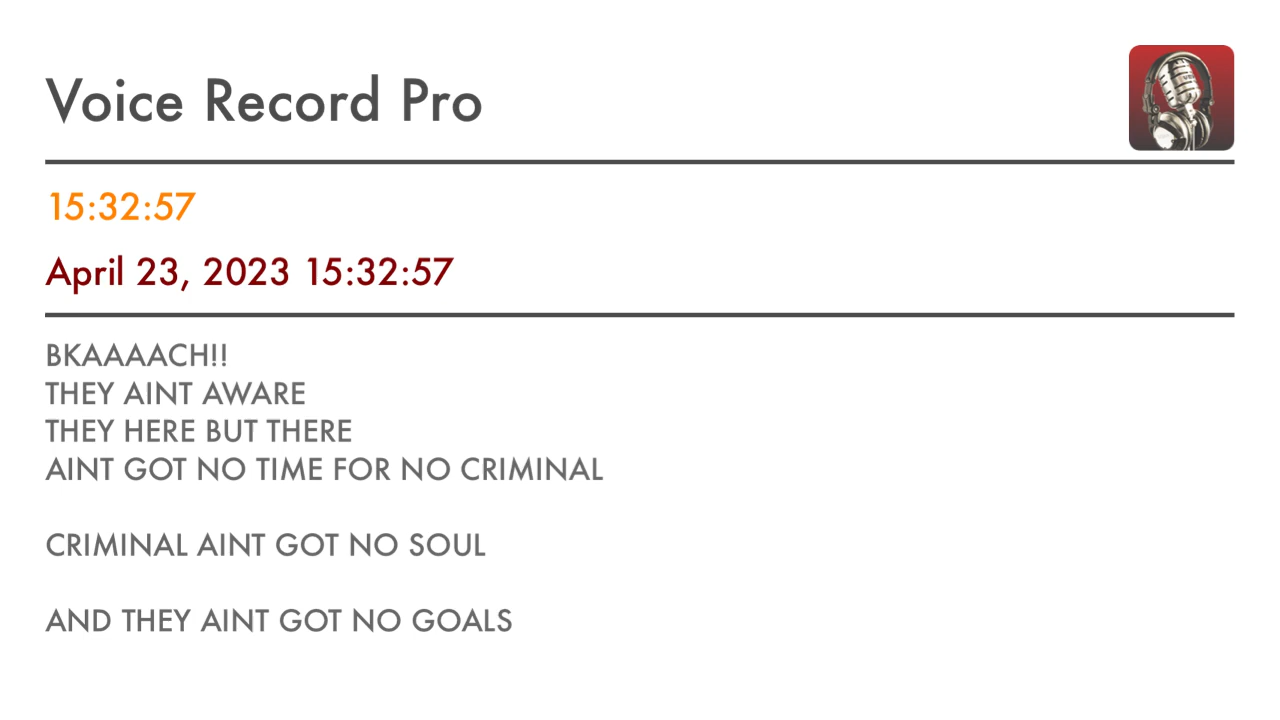 Voice Record Pro
15:32:57
April 23, 2023 15:32:57
BKAAAACH!!
THEY AINT AWARE
THEY HERE BUT THERE
AINT GOT NO TIME FOR NO CRIMINAL
CRIMINAL AINT GOT NO SOUL
AND THEY AINT GOT NO GOALS